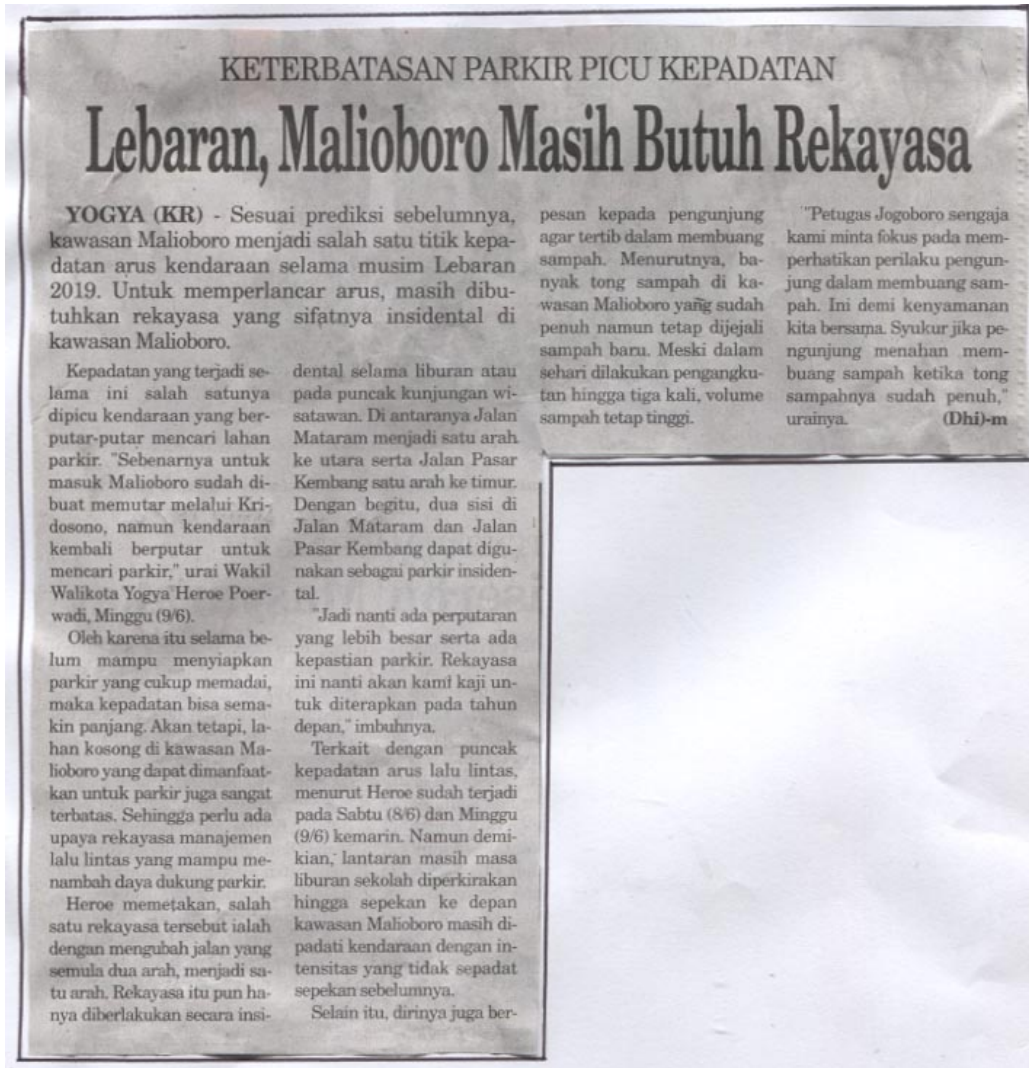 KETERBATASAN PARKIR PICU KEPADATAN
Lebaran, Malioboro Masih Butuh Rekayasa
YOGYA (KR) - Sesuai prediksi sebelumnya,
kawasan Malioboro menjadi salah satu titik kepa-
datan arus kendaraan selama musim Lebaran
2019. Untuk memperlancar arus, masih dibu-
tuhkan rekayasa yang sifatnya insidental di
kawasan Malioboro.
Kepadatan yang terjadi se-
lama ini salah satunya
dipicu kendaraan yang ber-
putar-putar mencari lahan
parkir. "Sebenarnya untuk
masuk Malioboro sudah di-
buat memutar melalui Kri-
dosono, namun kendaraan
kembali berputar untuk
mencari parkir," urai Wakil
Walikota Yogya Heroe Poer-
wadi, Minggu (9/6).
Oleh karena itu selama be-
lum mampu menyiapkan
parkir yang cukup memadai,
maka kepadatan bisa sema-
kin panjang. Akan tetapi, la-
han kosong di kawasan Ma-
lioboro yang dapat dimanfaat-
kan untuk parkir juga sangat
terbatas. Sehingga perlu ada
upaya rekayasa manajemen
lalu lintas yang mampu me-
nambah daya dukung parkir.
Heroe memetakan, salah
satu rekayasa tersebut ialah
dengan mengubah jalan yang
semula dua arah, menjadi sa-
tu arah. Rekayasa itu pun ha-
nya diberlakukan secara insi-
dental selama liburan atau
pada puncak kunjungan wi-
satawan. Di antaranya Jalan
Mataram menjadi satu arah
ke utara serta Jalan Pasar
Kembang satu arah ke timur.
Dengan begitu, dua sisi di
Jalan Mataram dan Jalan
Pasar Kembang dapat digu-
nakan sebagai parkir insiden-
tal.
"Jadi nanti ada perputaran
yang lebih besar serta ada
kepastian parkir. Rekayasa
ini nanti akan kami kaji un-
tuk diterapkan pada tahun
depan," imbuhnya.
Terkait dengan puncak
kepadatan arus lalu lintas,
menurut Heroe sudah terjadi
pada Sabtu (8/6) dan Minggu
(9/6) kemarin. Namun demi-
kian, lantaran masih masa
liburan sekolah diperkirakan
hingga sepekan ke depan
kawasan Malioboro masih di-
padati kendaraan dengan in-
tensitas yang tidak sepadat
sepekan sebelumnya.
Selain itu, dirinya juga ber-
pesan kepada pengunjung
agar tertib dalam membuang
sampah. Menurutnya, ba-
nyak tong sampah di ka-
wasan Malioboro yang sudah
penuh namun tetap dijejali
sampah baru. Meski dalam
sehari dilakukan pengangku-
tan hingga tiga kali, volume
sampah tetap tinggi.
"Petugas Jogoboro sengaja
kami minta fokus pada mem-
perhatikan perilaku pengun-
jung dalam membuang sam-
pah. Ini demi kenyamanan
kita bersama. Syukur jika pe-
ngunjung menahan mem-
buang sampah ketika tong
sampahnya sudah penuh,"
urainya. (Dhi)-m